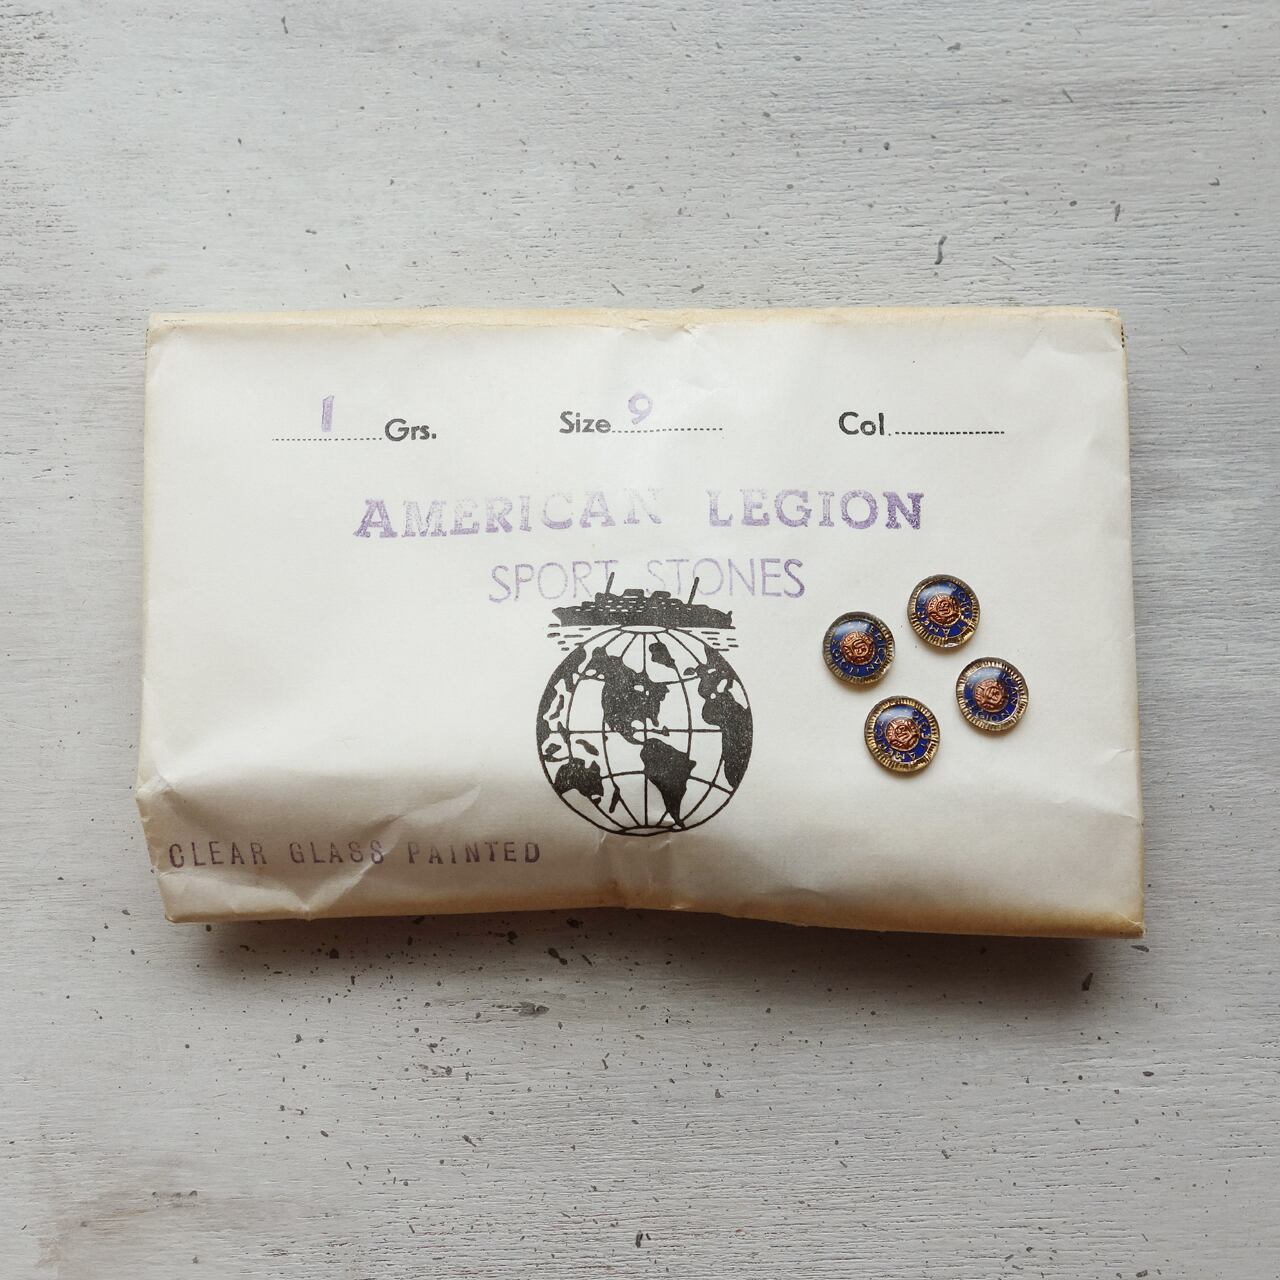 1 Grs. Size 9 Col.
AMERICAN LEGION
SPORT STONES
CLEAR GLASS PAINTED